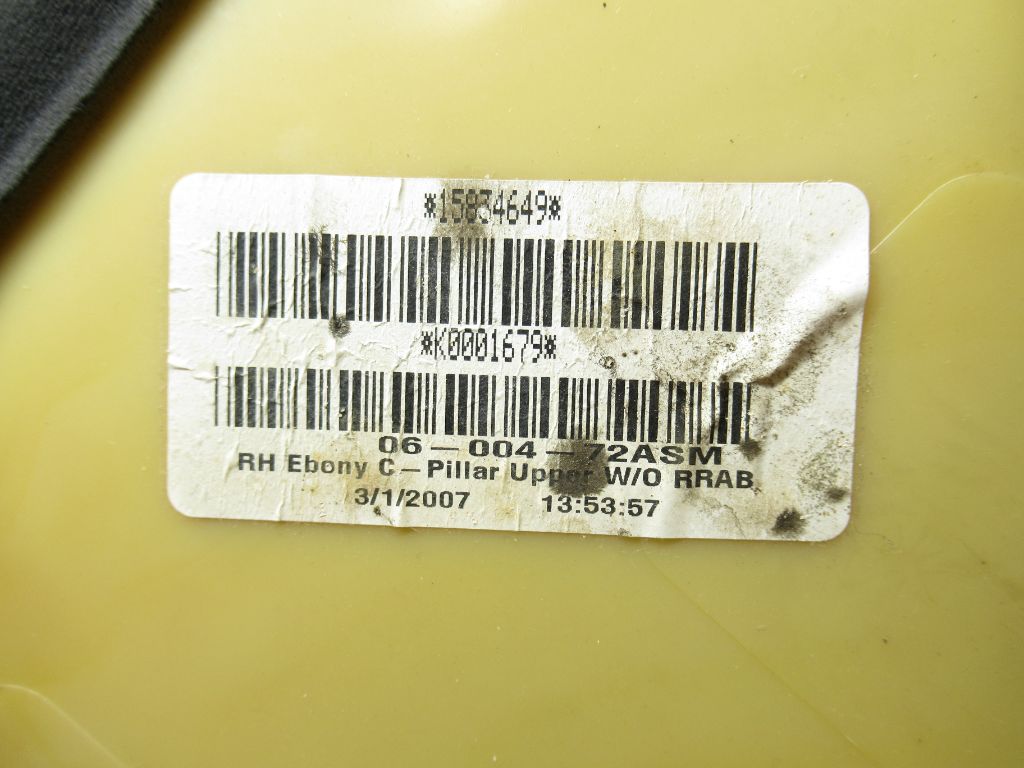 *15834649*
*K0001679*
06-004-72ASM
RH Ebony C-Pillar Upper W/O RRAB
3/1/2007 13:53:57